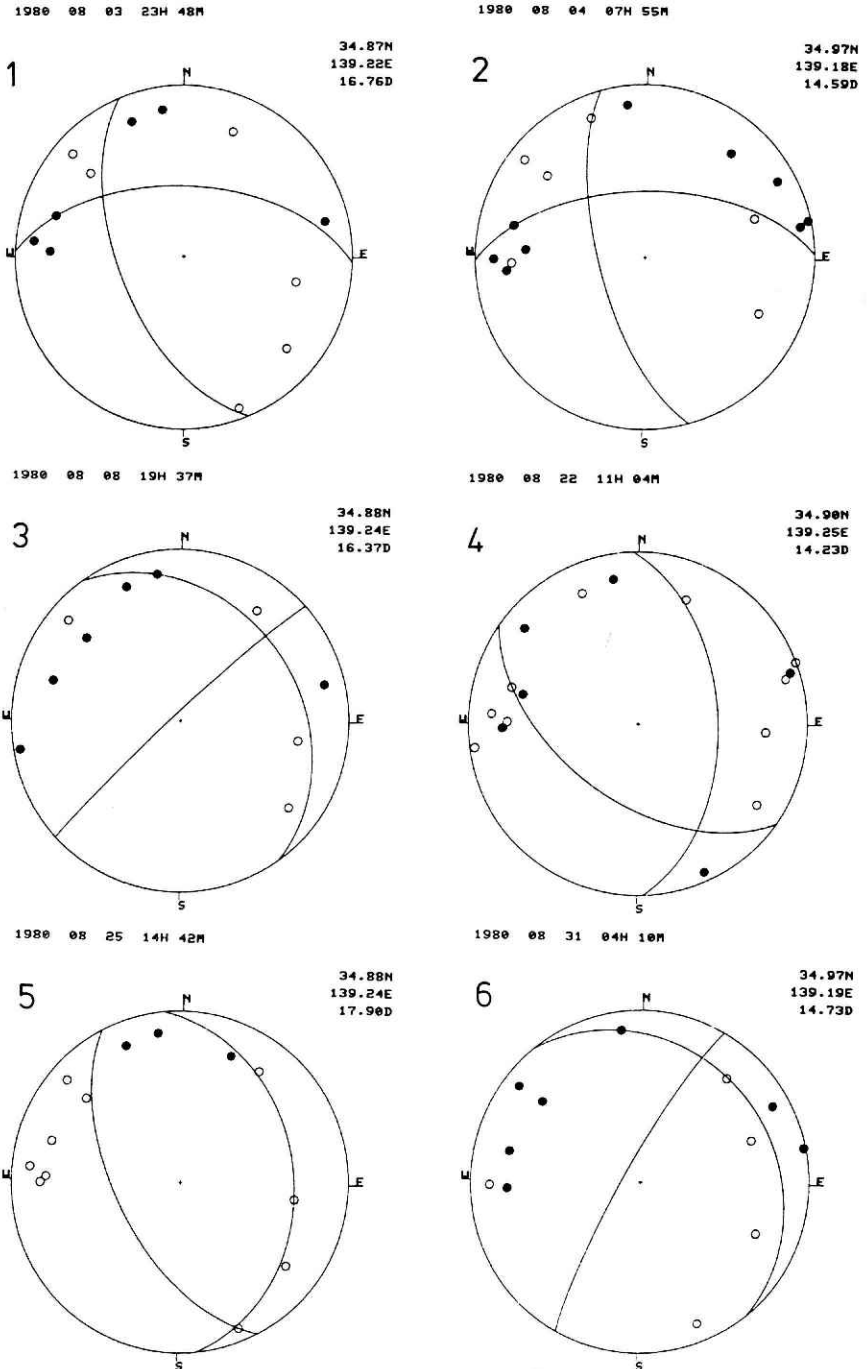 1980 08 03 23H 48M
34.87N
139.22E
16.76D
1
N
E
S
1980 08 04 07H 55M
34.97N
139.18E
14.59D
2
N
E
S
1980 08 08 19H 37M
34.88N
139.24E
16.37D
3
N
E
S
1980 08 22 11H 04M
34.90N
139.25E
14.23D
4
N
E
S
1980 08 25 14H 42M
34.88N
139.24E
17.90D
5
N
E
S
1980 08 31 04H 10M
34.97N
139.19E
14.73D
6
N
E
S